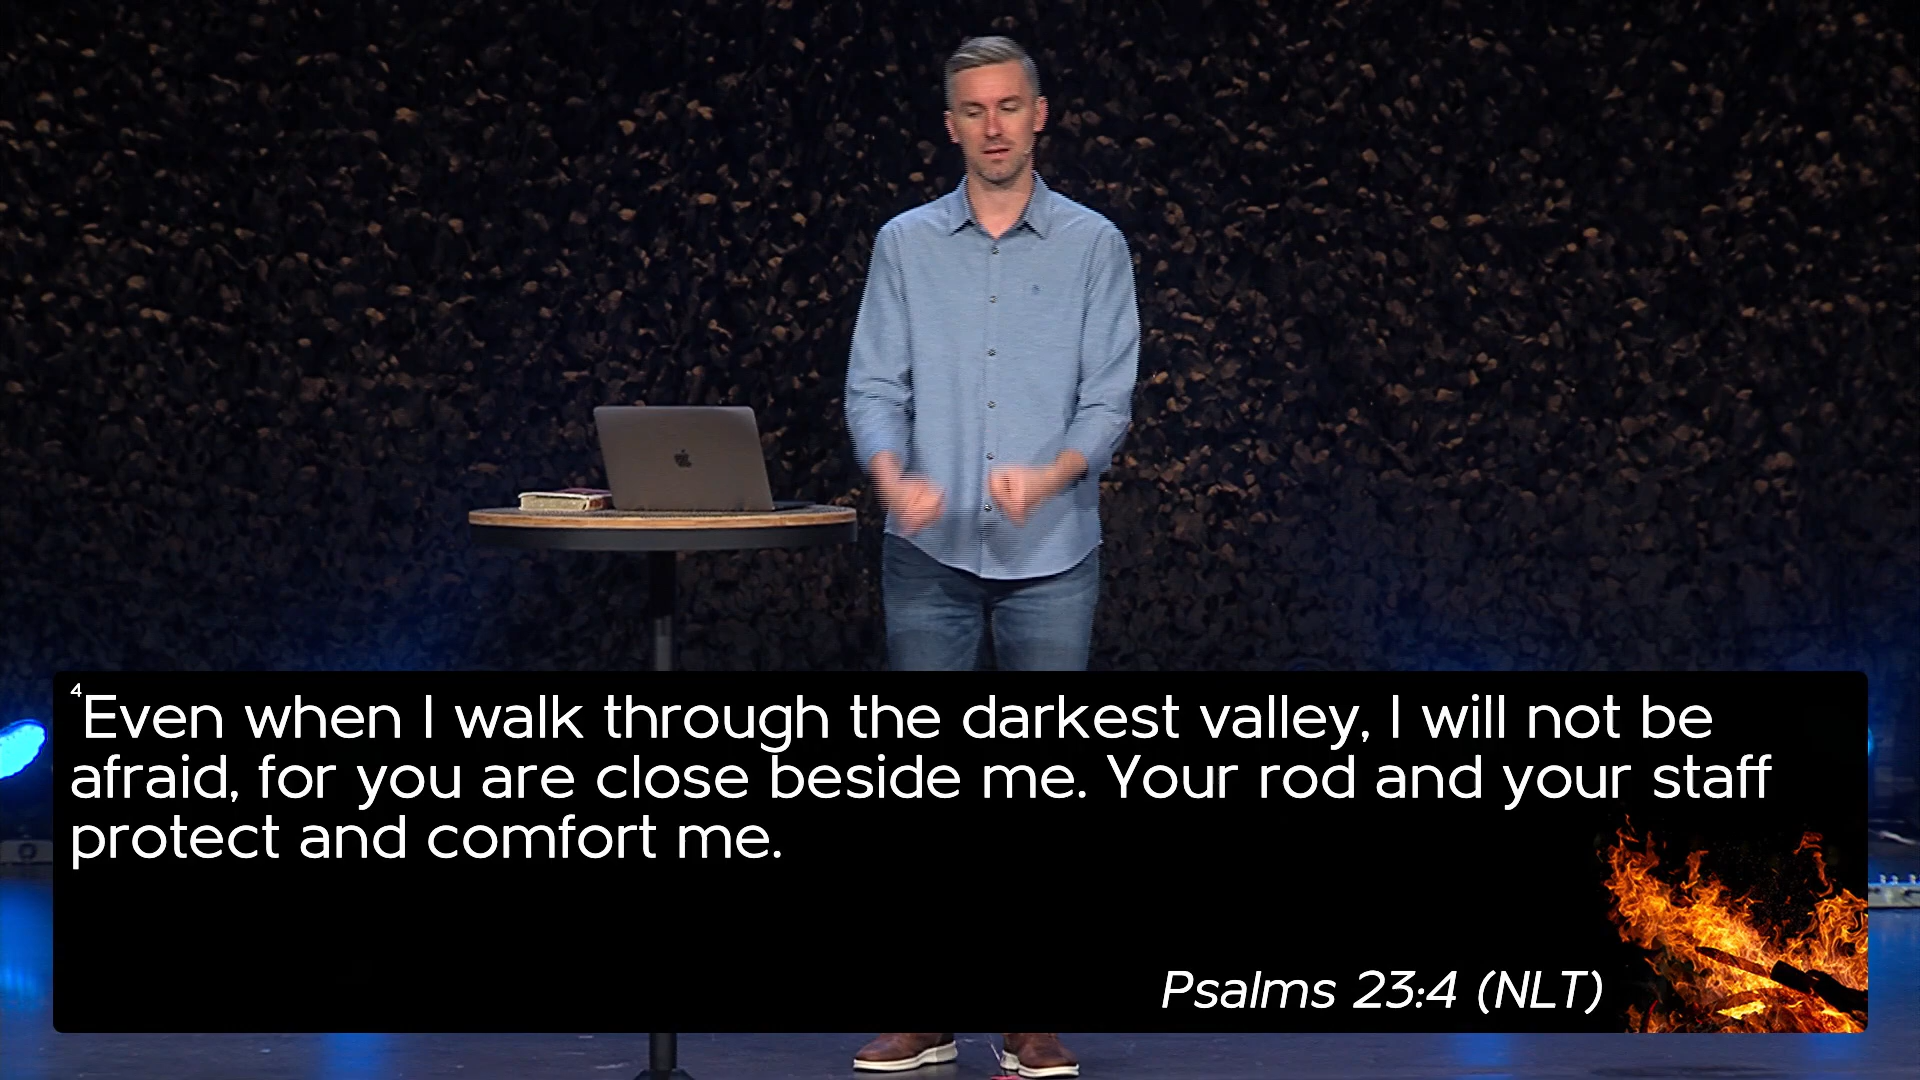 ⁴Even when I walk through the darkest valley, I will not be
afraid, for you are close beside me. Your rod and your staff
protect and comfort me.
Psalms 23:4 (NLT)